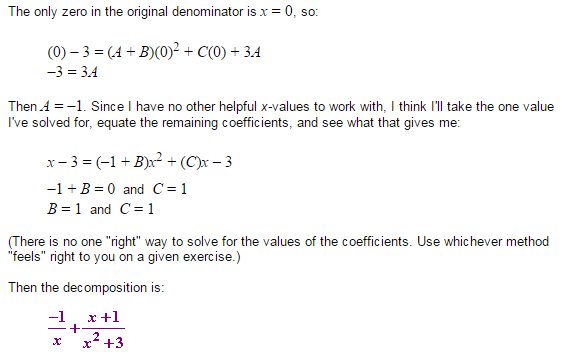 The only zero in the original denominator is x = 0, so:
(0) – 3 = (A + B)(0)² + C(0) + 3A
–3 = 3A
Then A = –1. Since I have no other helpful x-values to work with, I think I'll take the one value
I've solved for, equate the remaining coefficients, and see what that gives me:
x – 3 = (–1 + B)x² + (C)x – 3
–1 + B = 0 and C = 1
B = 1 and C = 1
(There is no one "right" way to solve for the values of the coefficients. Use whichever method
"feels" right to you on a given exercise.)
Then the decomposition is:
–1 x +1
+
x x² +3